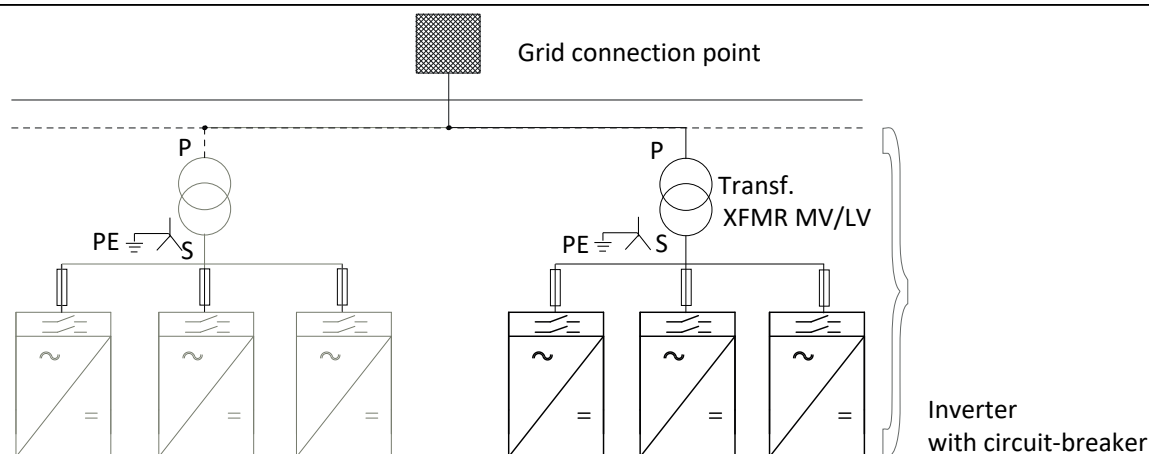 Grid connection point
P
P
Transf.
XFMR MV/LV
PE
S
PE
S
Inverter
with circuit-breaker